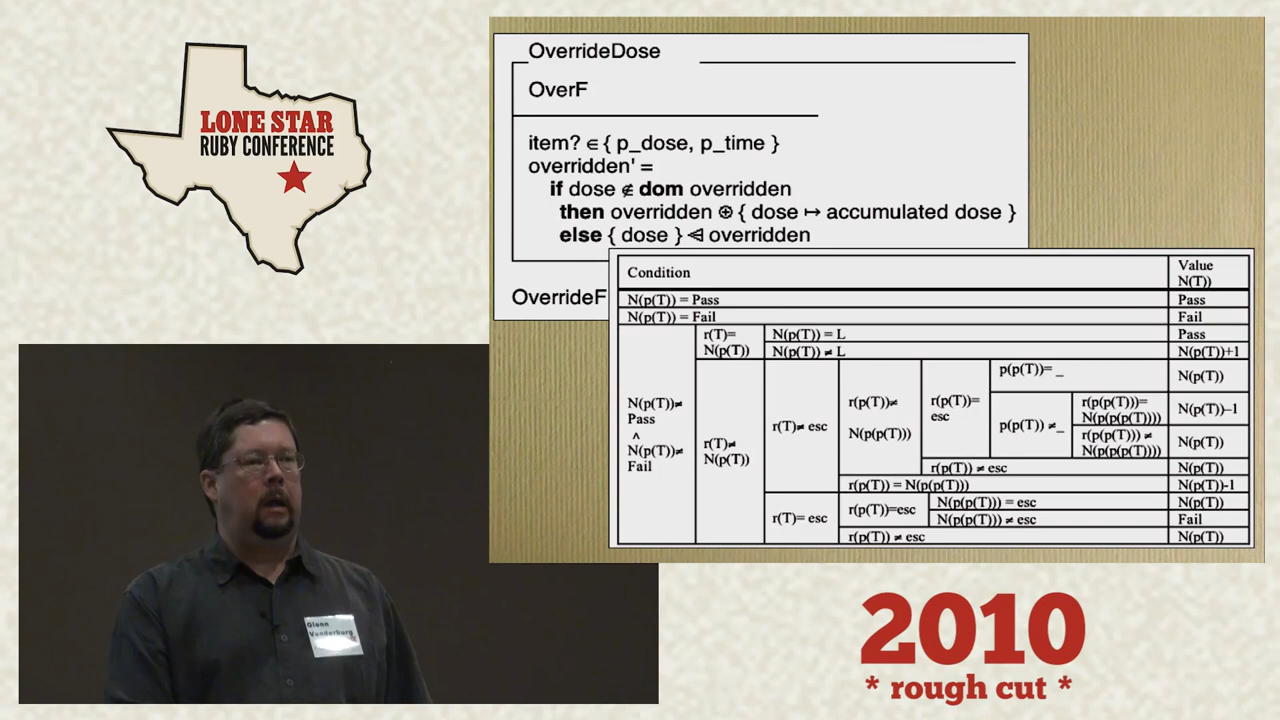 LONE STAR
RUBY CONFERENCE
OverrideDose
OverF
item? ∈ { p_dose, p_time }
overridden' =
if dose ∉ dom overridden
then overridden ⊕ { dose ↦ accumulated dose }
else { dose } ⩤ overridden
OverrideF
Condition
Value
N(T))
N(p(T)) = Pass
Pass
N(p(T)) = Fail
Fail
N(p(T))≠
Pass
^
N(p(T))≠
Fail
r(T)=
N(p(T))
N(p(T)) = L
Pass
N(p(T)) ≠ L
N(p(T))+1
r(T)≠
N(p(T))
r(T)≠ esc
r(p(T))≠
N(p(p(T)))
r(p(T))=
esc
p(p(T))= _
N(p(T))
p(p(T)) ≠_
r(p(p(T)))=
N(p(p(p(T))))
N(p(T))–1
r(p(p(T))) ≠
N(p(p(p(T))))
N(p(T))
r(p(T)) ≠ esc
N(p(T))
r(p(T)) = N(p(p(T)))
N(p(T))-1
r(T)= esc
r(p(T))=esc
N(p(p(T))) = esc
N(p(T))
N(p(p(T))) ≠ esc
Fail
r(p(T)) ≠ esc
N(p(T))
Glenn
Vanderburg
2010
* rough cut *